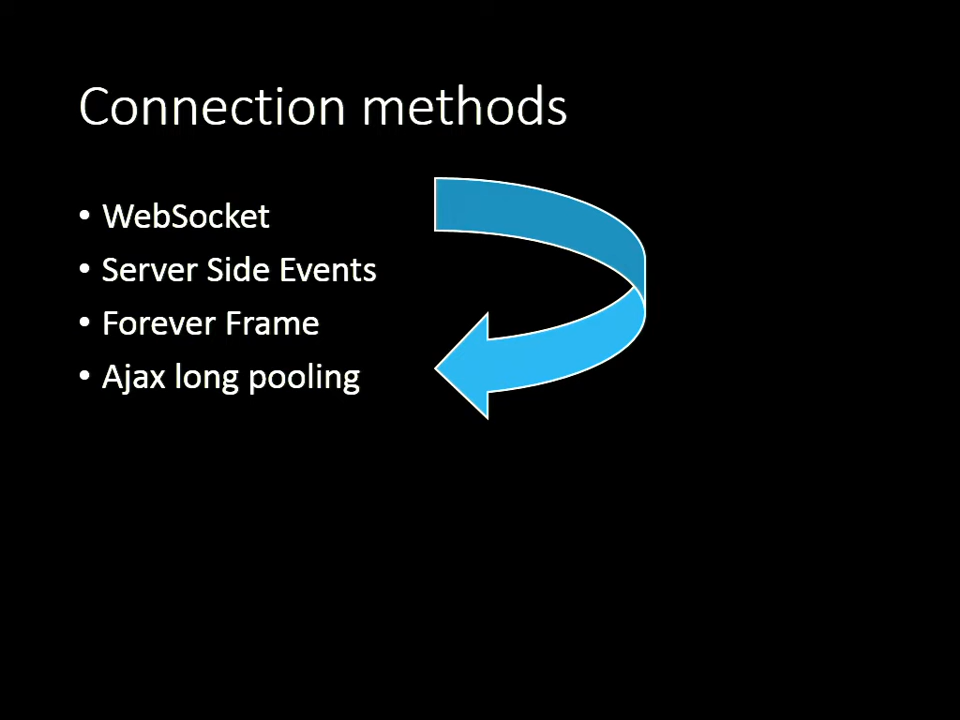 Connection methods
• WebSocket
• Server Side Events
• Forever Frame
• Ajax long pooling